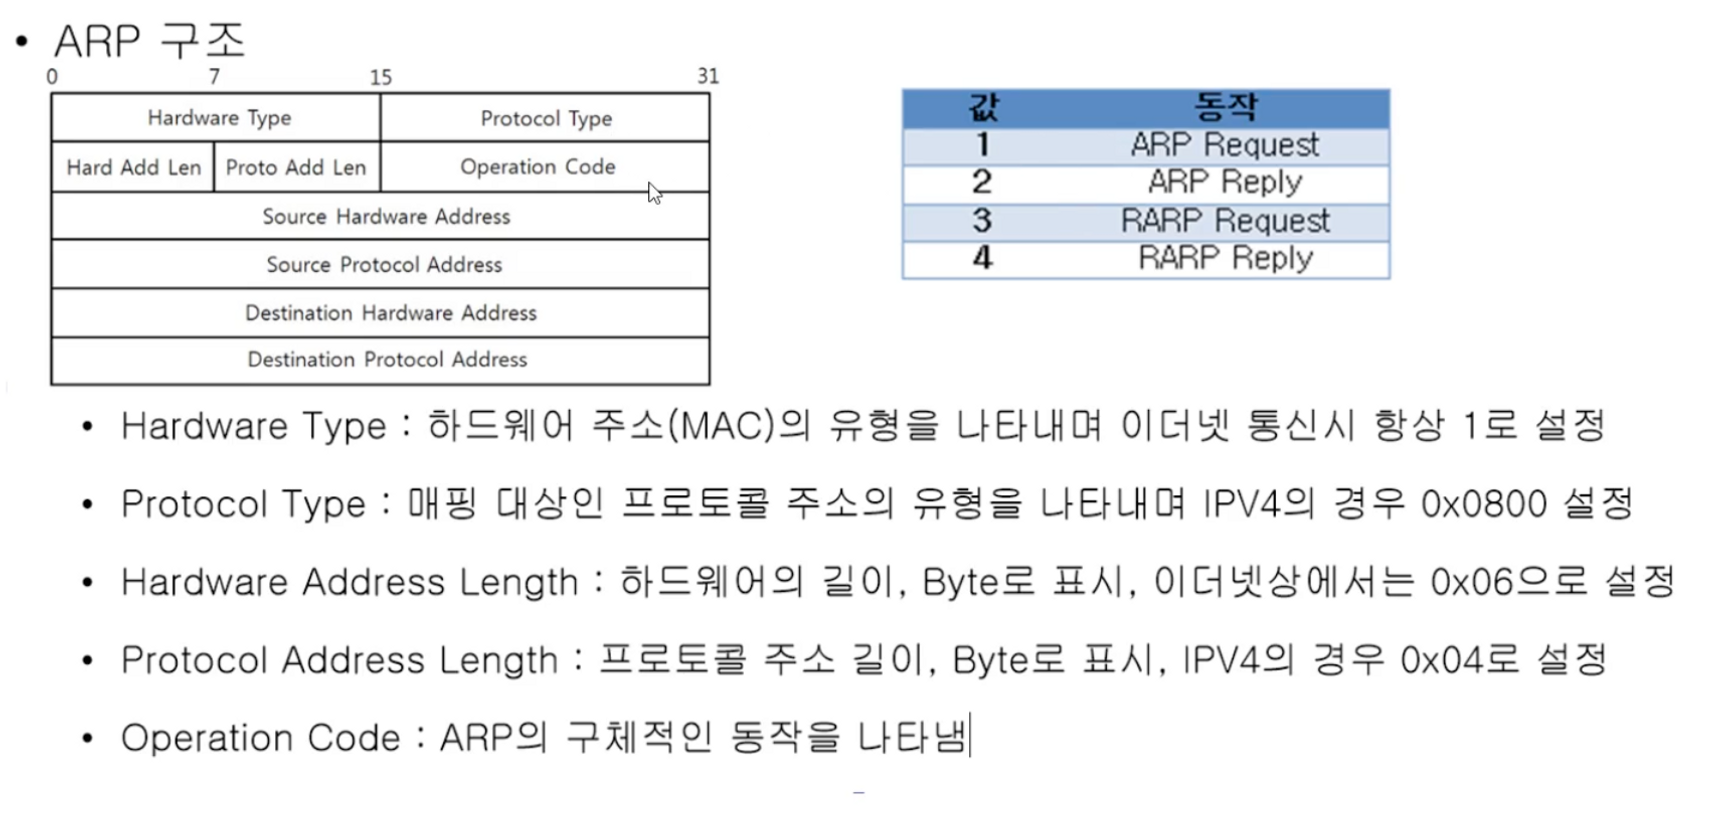 • ARP 구조
0 7 15 31
Hardware Type Protocol Type
Hard Add Len Proto Add Len Operation Code
Source Hardware Address
Source Protocol Address
Destination Hardware Address
Destination Protocol Address
값 동작
1 ARP Request
2 ARP Reply
3 RARP Request
4 RARP Reply
• Hardware Type : 하드웨어 주소(MAC)의 유형을 나타내며 이더넷 통신시 항상 1로 설정
• Protocol Type : 매핑 대상인 프로토콜 주소의 유형을 나타내며 IPV4의 경우 0x0800 설정
• Hardware Address Length : 하드웨어의 길이, Byte로 표시, 이더넷상에서는 0x06으로 설정
• Protocol Address Length : 프로토콜 주소 길이, Byte로 표시, IPV4의 경우 0x04로 설정
• Operation Code : ARP의 구체적인 동작을 나타냄